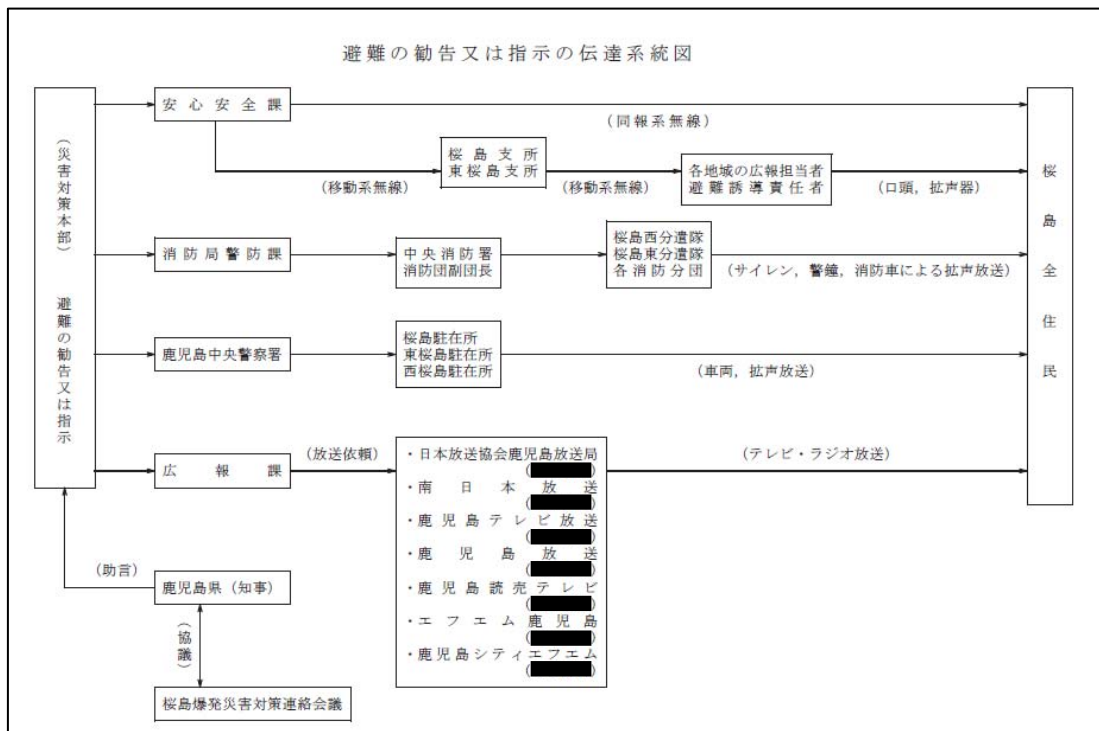 避難の勧告又は指示の伝達系統図
（災害対策本部）　避難の勧告又は指示
安心安全課
（同報系無線）
（移動系無線）
桜島支所
東桜島支所
（移動系無線）
各地域の広報担当者
避難誘導責任者
（口頭，拡声器）
消防局警防課
中央消防署
消防団副団長
桜島西分遣隊
桜島東分遣隊
各消防分団
（サイレン，警鐘，消防車による拡声放送）
鹿児島中央警察署
桜島駐在所
東桜島駐在所
西桜島駐在所
（車両，拡声放送）
広報課
（放送依頼）
・日本放送協会鹿児島放送局
・南日本放送
・鹿児島テレビ放送
・鹿児島放送
・鹿児島読売テレビ
・エフエム鹿児島
・鹿児島シティエフエム
（テレビ・ラジオ放送）
桜島全住民
（助言）
鹿児島県（知事）
（協議）
桜島爆発災害対策連絡会議